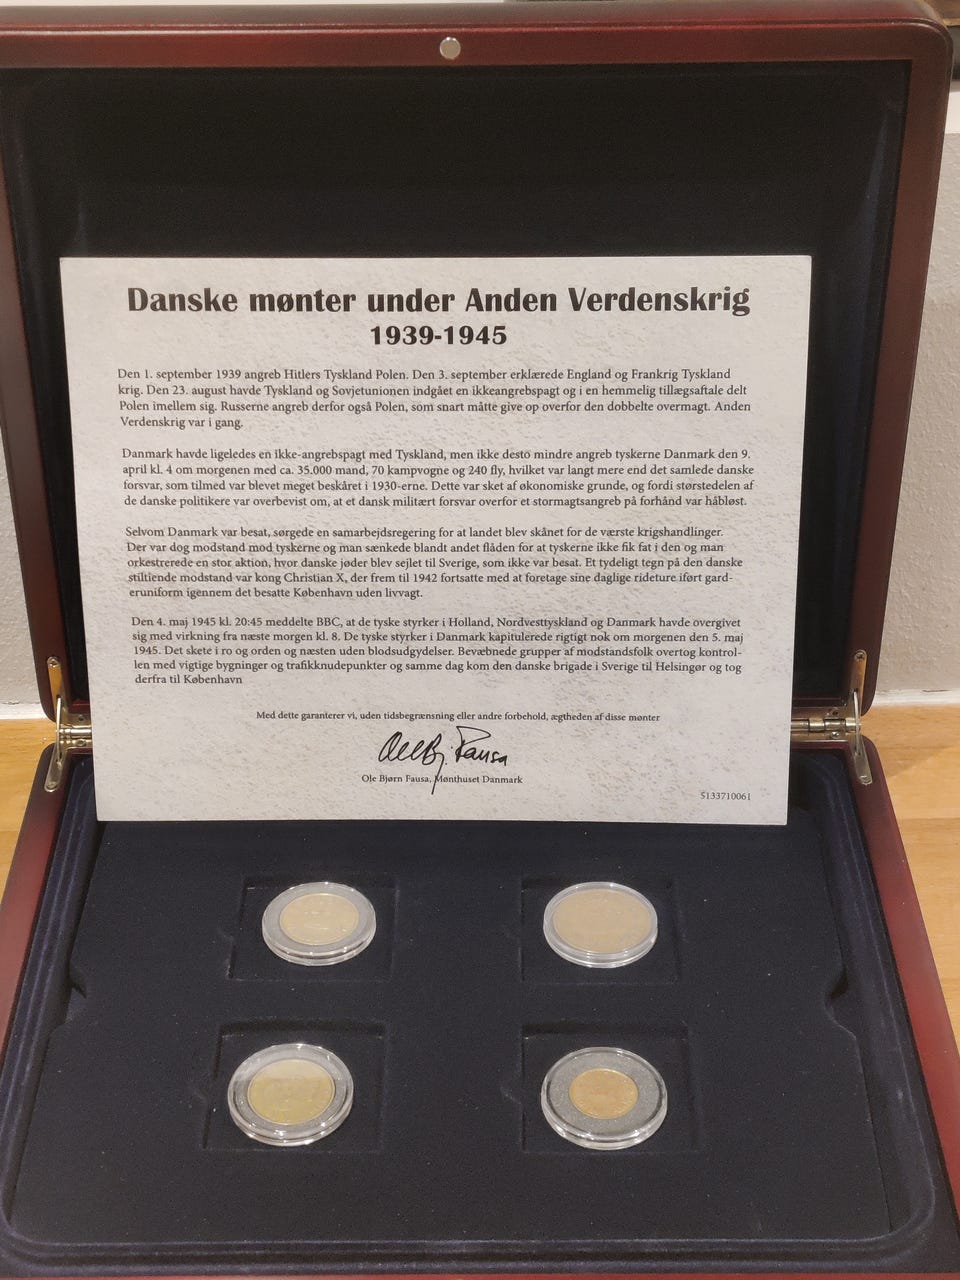 Danske mønter under Anden Verdenskrig
1939-1945
Den 1. september 1939 angreb Hitlers Tyskland Polen. Den 3. september erklærede England og Frankrig Tyskland
krig. Den 23. august havde Tyskland og Sovjetunionen indgået en ikkeangrebspagt og i en hemmelig tillægsaftale delt
Polen imellem sig. Russerne angreb derfor også Polen, som snart måtte give op overfor den dobbelte overmagt. Anden
Verdenskrig var i gang.
Danmark havde ligeledes en ikke-angrebspagt med Tyskland, men ikke desto mindre angreb tyskerne Danmark den 9.
april kl. 4 om morgenen med ca. 35.000 mand, 70 kampvogne og 240 fly, hvilket var langt mere end det samlede danske
forsvar, som tilmed var blevet meget beskåret i 1930-erne. Dette var sket af økonomiske grunde, og fordi størstedelen af
de danske politikere var overbevist om, at et dansk militært forsvar overfor et stormagtsangreb på forhånd var håbløst.
Selvom Danmark var besat, sørgede en samarbejdsregering for at landet blev skånet for de værste krigshandlinger.
Der var dog modstand mod tyskerne og man sænkede blandt andet flåden for at tyskerne ikke fik fat i den og man
orkestrerede en stor aktion, hvor danske jøder blev sejlet til Sverige, som ikke var besat. Et tydeligt tegn på den danske
stiltiende modstand var kong Christian X, der frem til 1942 fortsatte med at foretage sine daglige rideture iført gard-
eruniform igennem det besatte København uden livvagt.
Den 4. maj 1945 kl. 20:45 meddelte BBC, at de tyske styrker i Holland, Nordvesttyskland og Danmark havde overgivet
sig med virkning fra næste morgen kl. 8. De tyske styrker i Danmark kapitulerede rigtigt nok om morgenen den 5. maj
1945. Det skete i ro og orden og næsten uden blodsudgydelser. Bevæbnede grupper af modstandsfolk overtog kontrol-
len med vigtige bygninger og trafikknudepunkter og samme dag kom den danske brigade i Sverige til Helsingør og tog
derfra til København
Med dette garanterer vi, uden tidsbegrænsning eller andre forbehold, ægtheden af disse mønter
Ole Bj. Fausa
Ole Bjørn Fausa, Mønthuset Danmark
5133710061